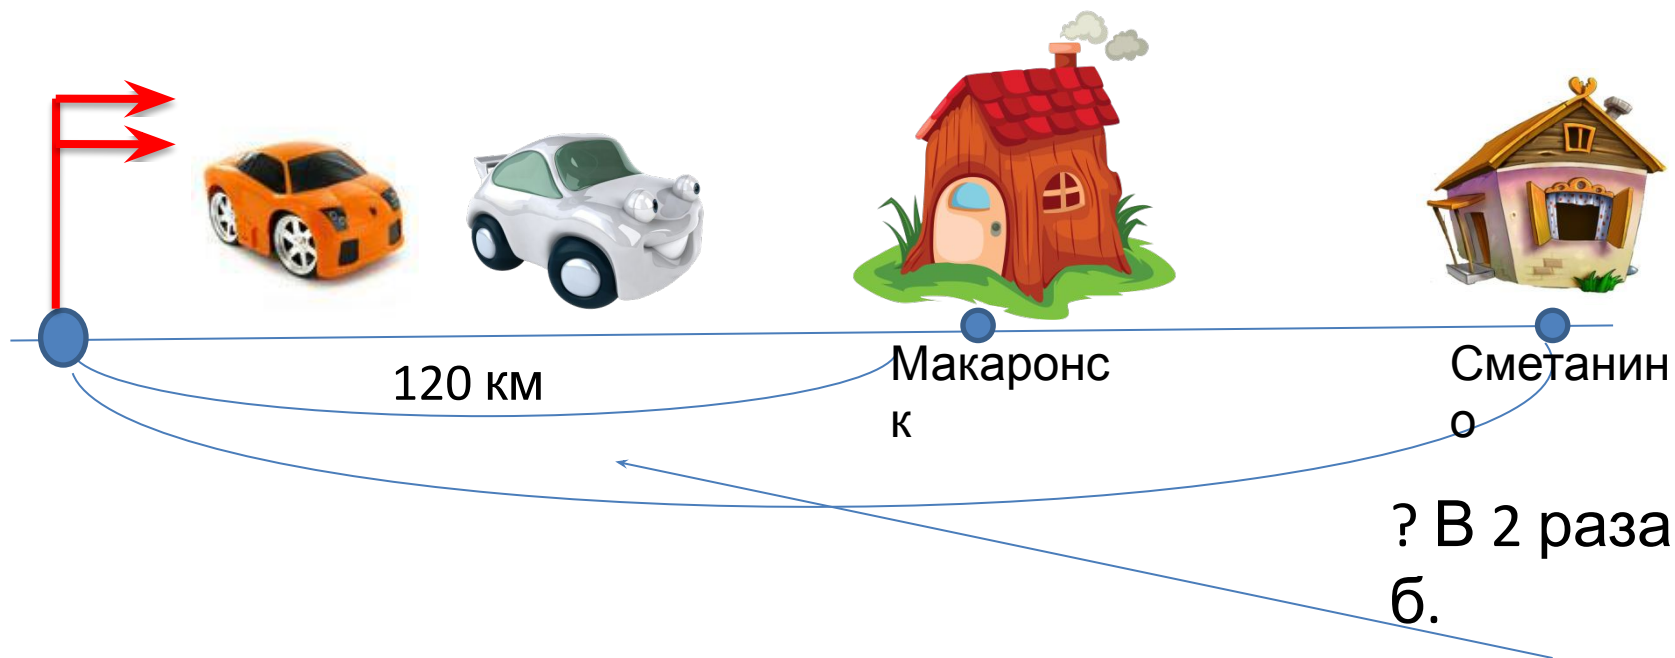 120 км
Макаронс
к
Сметанин
о
? В 2 раза
б.